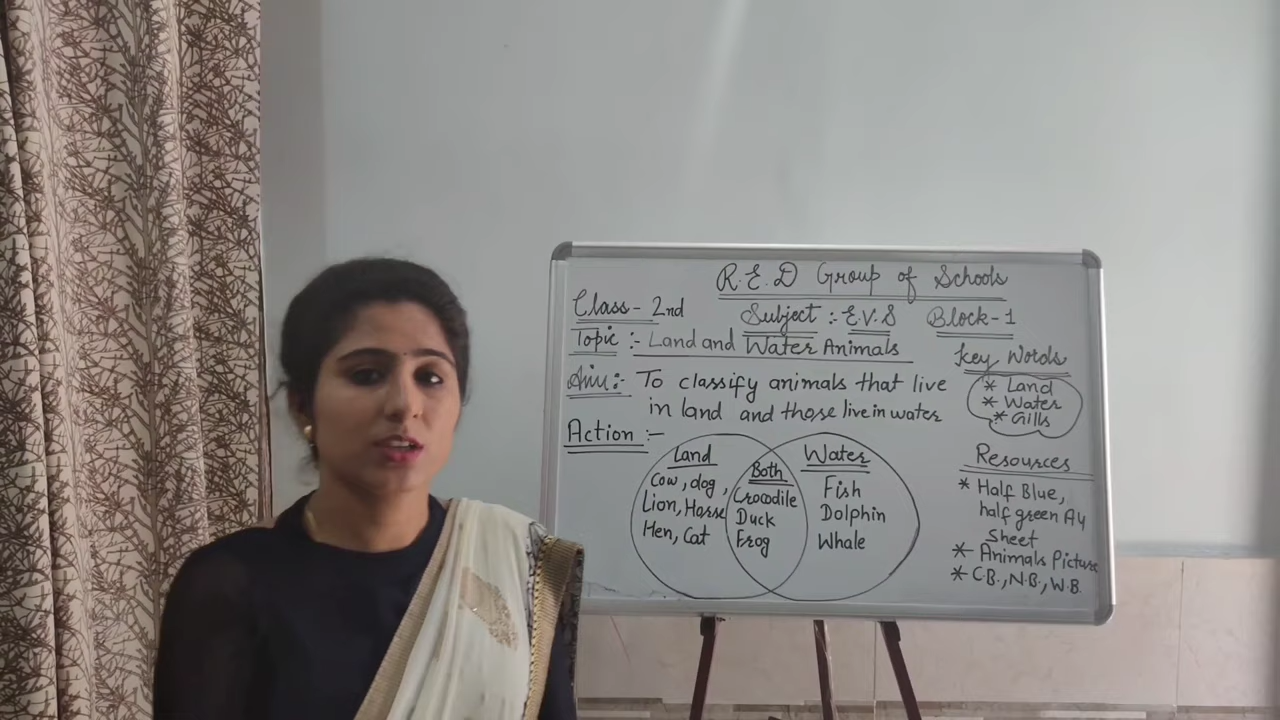 R.E.D Group of Schools
Class - 2nd Subject :- E.V.S Block-1
Topic :- Land and Water Animals
Aim:- To classify animals that live
in land and those live in water
Action :-
Land
Cow, dog,
Lion, Horse
Hen, Cat
Both
Crocodile
Duck
Frog
Water
Fish
Dolphin
Whale
Key Words
* Land
* Water
* Gills
Resources
* Half Blue,
half green A4
Sheet
* Animals Picture
* C.B., N.B., W.B.